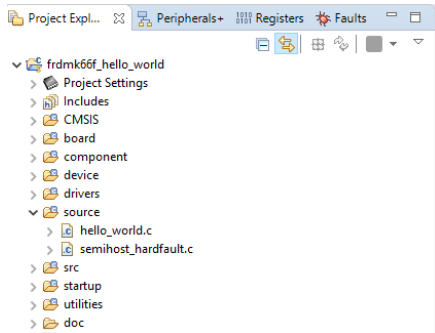 Project Expl... Peripherals+ Registers Faults
frdmk66f_hello_world
Project Settings
Includes
CMSIS
board
component
device
drivers
source
hello_world.c
semihost_hardfault.c
src
startup
utilities
doc